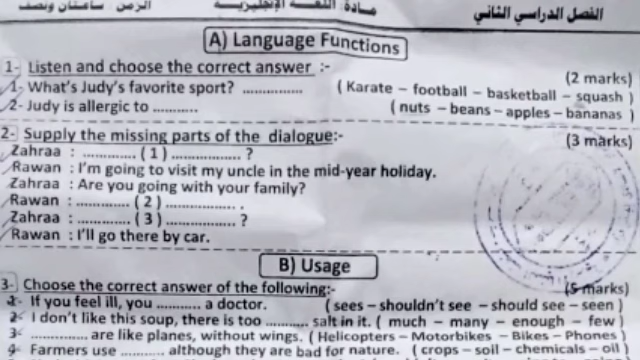 الفصل الدراسي الثاني مادة: اللغة الإنجليزية الزمن: ساعتان ونصف
A) Language Functions
1- Listen and choose the correct answer :- (2 marks)
1- What's Judy's favorite sport? .............. ( Karate – football – basketball – squash )
2- Judy is allergic to .......... ( nuts – beans – apples – bananas )
2- Supply the missing parts of the dialogue:- (3 marks)
Zahraa : ............ ( 1 ) ................ ?
Rawan : I'm going to visit my uncle in the mid-year holiday.
Zahraa : Are you going with your family?
Rawan : ............ ( 2 ) ............... .
Zahraa : ............ ( 3 ) ............... ?
Rawan : I'll go there by car.
B) Usage
3- Choose the correct answer of the following:- (5 marks)
1- If you feel ill, you .......... a doctor. ( sees – shouldn't see – should see – seen )
2- I don't like this soup, there is too .......... salt in it. ( much – many – enough – few )
3- .......... are like planes, without wings. ( Helicopters – Motorbikes – Bikes – Phones )
4- Farmers use .......... although they are bad for nature. ( crops – soil – chemicals – oil )